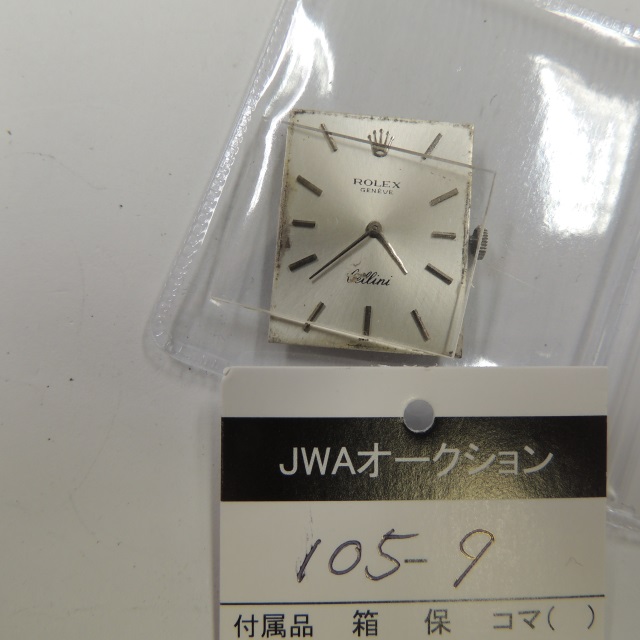 ROLEX
GENÈVE
Cellini
JWAオークション
105-9
付属品 箱 保 コマ( )